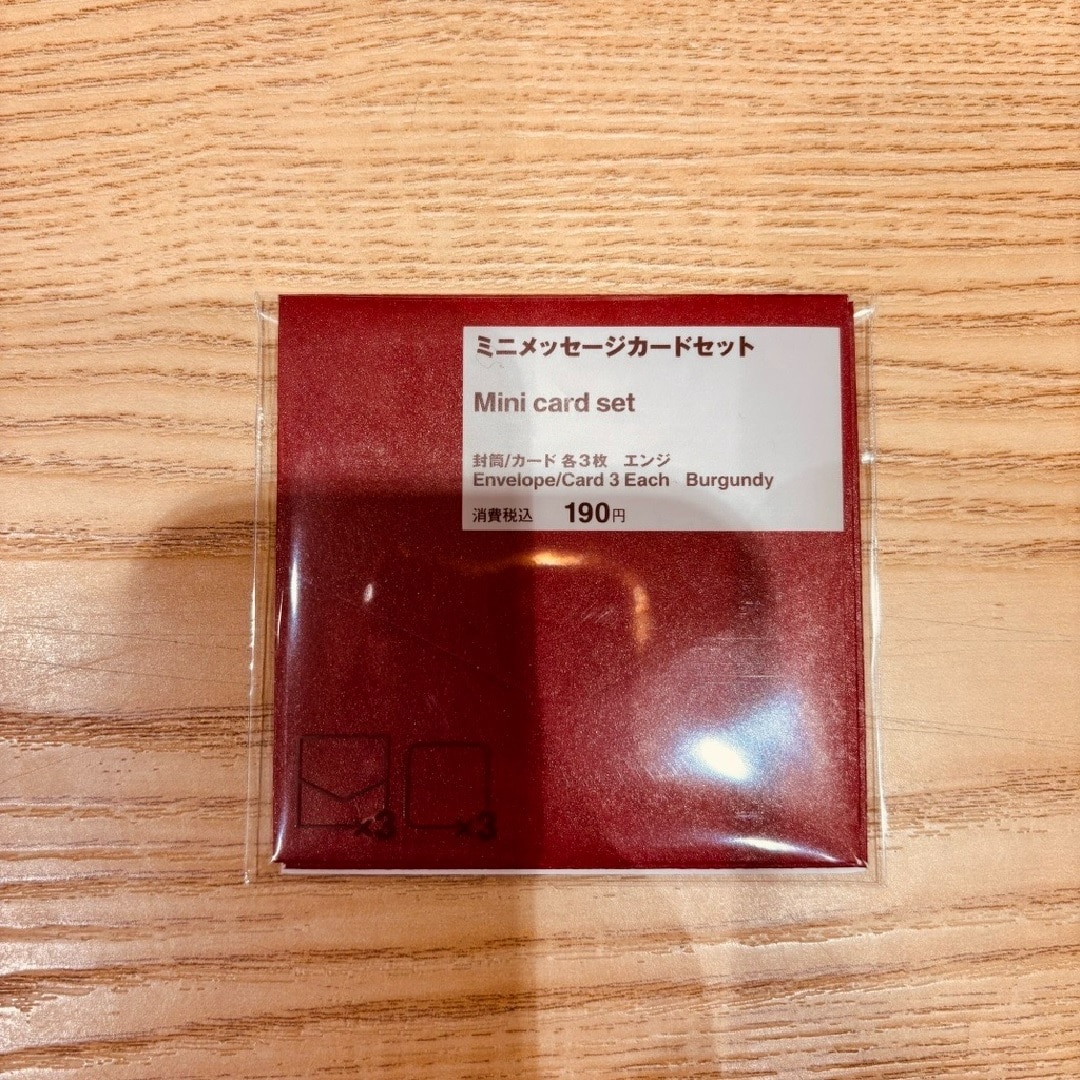 ミニメッセージカードセット
Mini card set
封筒/カード 各3枚　エンジ
Envelope/Card 3 Each　Burgundy
消費税込　190円
×3　×3